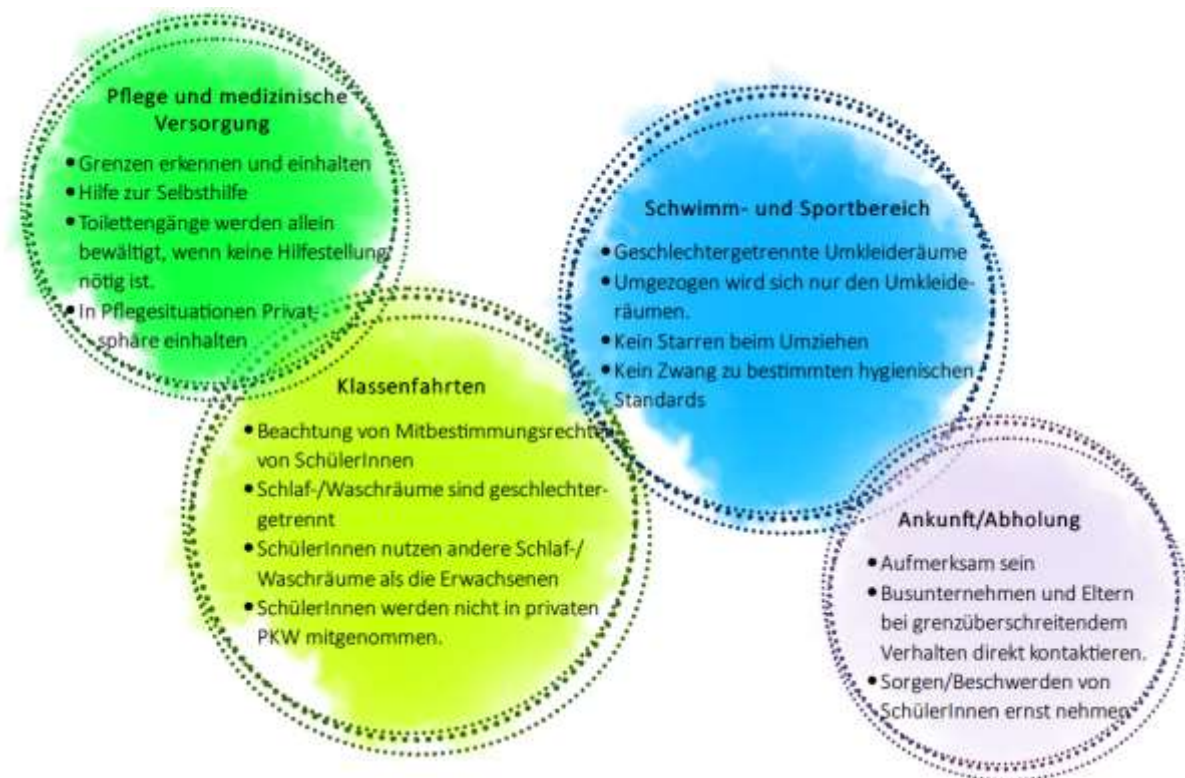 Pflege und medizinische
Versorgung
• Grenzen erkennen und einhalten
• Hilfe zur Selbsthilfe
• Toilettengänge werden allein
bewältigt, wenn keine Hilfestellung
nötig ist.
• In Pflegesituationen Privat-
sphäre einhalten
Klassenfahrten
• Beachtung von Mitbestimmungsrechten
von SchülerInnen
• Schlaf-/Waschräume sind geschlechter-
getrennt
• SchülerInnen nutzen andere Schlaf-/
Waschräume als die Erwachsenen
• SchülerInnen werden nicht in privaten
PKW mitgenommen.
Schwimm- und Sportbereich
• Geschlechtergetrennte Umkleideräume
• Umgezogen wird sich nur den Umkleide-
räumen.
• Kein Starren beim Umziehen
• Kein Zwang zu bestimmten hygienischen
Standards
Ankunft/Abholung
• Aufmerksam sein
• Busunternehmen und Eltern
bei grenzüberschreitendem
Verhalten direkt kontaktieren.
• Sorgen/Beschwerden von
SchülerInnen ernst nehmen